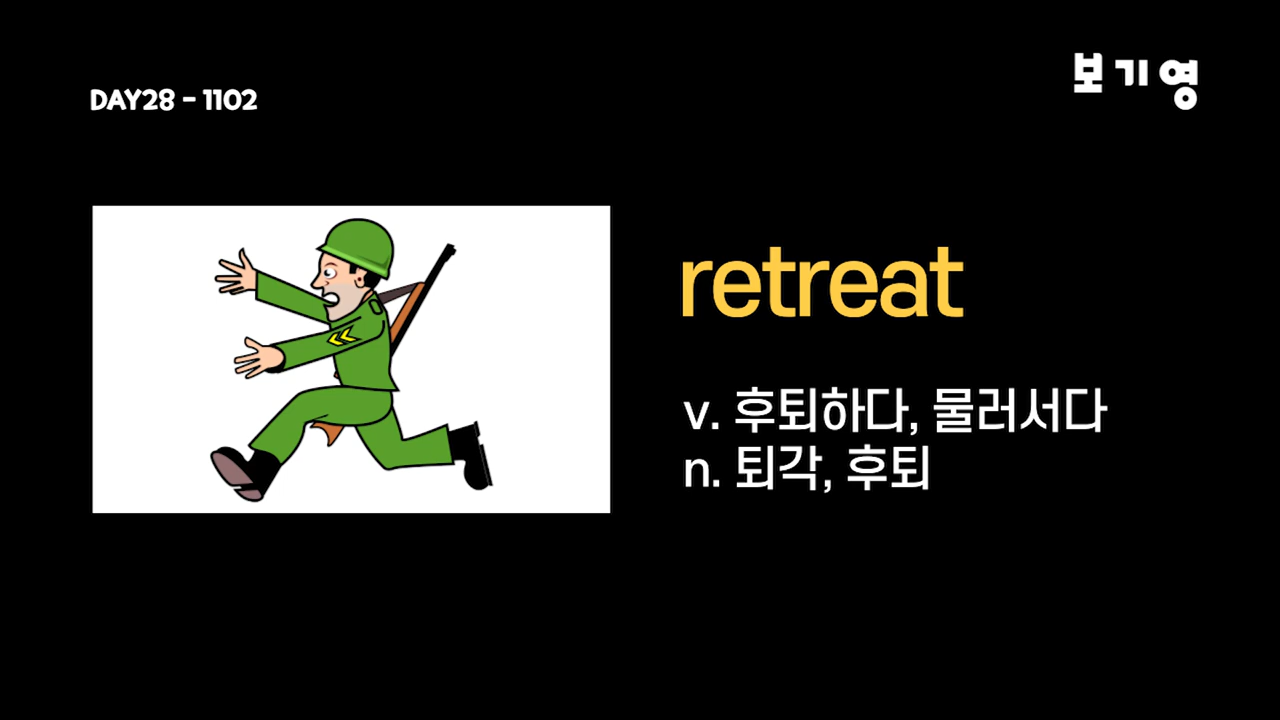 DAY28 - 1102
보기영
retreat
v. 후퇴하다, 물러서다
n. 퇴각, 후퇴